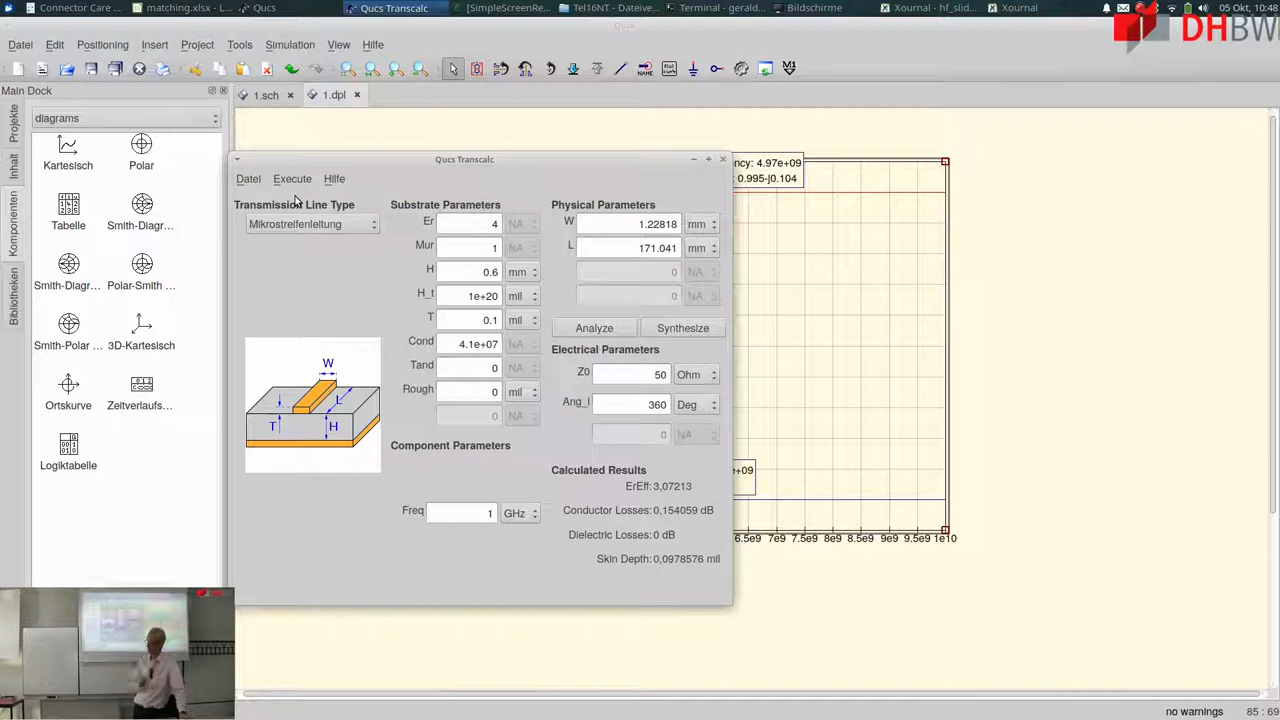 Connector Care ...
matching.xlsx - L...
Qucs
Qucs Transcalc
[SimpleScreenRe...
Tel16NT - Dateive...
Terminal - gerald...
Bildschirme
Xournal - hf_slid...
Xournal
05 Okt, 10:48
DHBW
Datei Edit Positioning Insert Project Tools Simulation View Hilfe
NAME
M1
Main Dock
1.sch
1.dpl
Projekte
Inhalt
Komponenten
Bibliotheken
diagrams
Kartesisch Polar
Tabelle Smith-Diagr...
Smith-Diagr... Polar-Smith ...
Smith-Polar ... 3D-Kartesisch
Ortskurve Zeitverlaufs...
Logiktabelle
Qucs Transcalc
Datei Execute Hilfe
Transmission Line Type
Mikrostreifenleitung
W
L
T
H
Substrate Parameters
Er 4 NA
Mur 1 NA
H 0.6 mm
H_t 1e+20 mil
T 0.1 mil
Cond 4.1e+07 NA
Tand 0 NA
Rough 0 mil
0 NA
Component Parameters
Freq 1 GHz
Physical Parameters
W 1.22818 mm
L 171.041 mm
0 NA
0 NA
Analyze Synthesize
Electrical Parameters
Z0 50 Ohm
Ang_l 360 Deg
0 NA
Calculated Results
ErEff: 3,07213
Conductor Losses: 0,154059 dB
Dielectric Losses: 0 dB
Skin Depth: 0,0978576 mil
ency: 4.97e+09
: 0.995-j0.104
e+09
6.5e9 7e9 7.5e9 8e9 8.5e9 9e9 9.5e9 1e10
no warnings 85 : 69